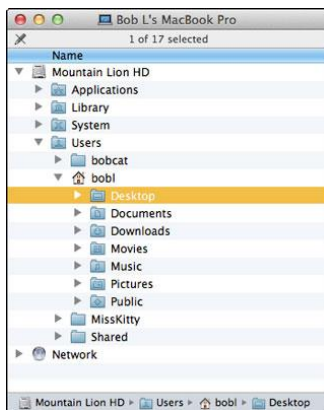 Bob L's MacBook Pro
1 of 17 selected
Name
Mountain Lion HD
Applications
Library
System
Users
bobcat
bobl
Desktop
Documents
Downloads
Movies
Music
Pictures
Public
MissKitty
Shared
Network
Mountain Lion HD ▸ Users ▸ bobl ▸ Desktop